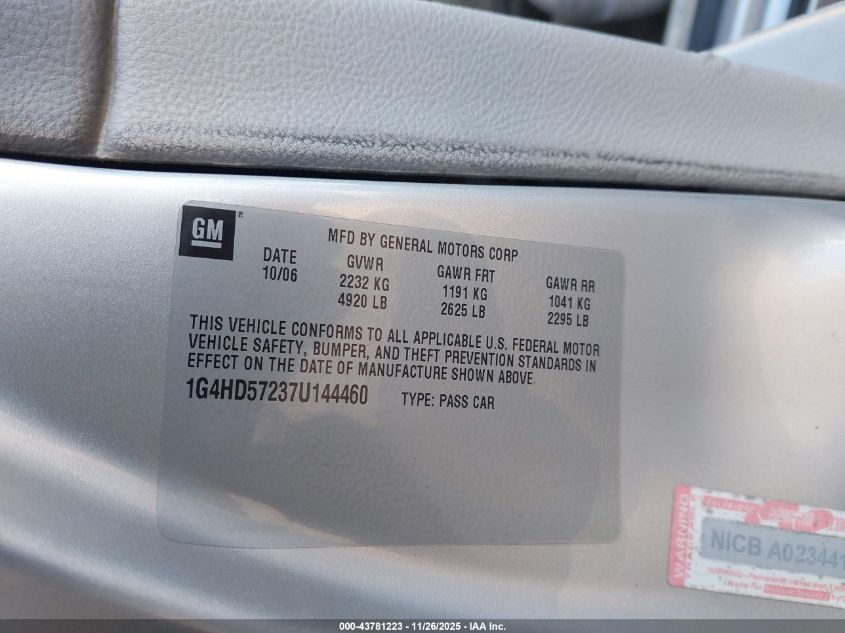 GM
MFD BY GENERAL MOTORS CORP
DATE GVWR GAWR FRT GAWR RR
10/06 2232 KG 1191 KG 1041 KG
4920 LB 2625 LB 2295 LB
THIS VEHICLE CONFORMS TO ALL APPLICABLE U.S. FEDERAL MOTOR
VEHICLE SAFETY, BUMPER, AND THEFT PREVENTION STANDARDS IN
EFFECT ON THE DATE OF MANUFACTURE SHOWN ABOVE.
1G4HD57237U144460 TYPE: PASS CAR
WARNING
NICB A023441
000-43781223 | 11/26/2025 | IAA Inc.